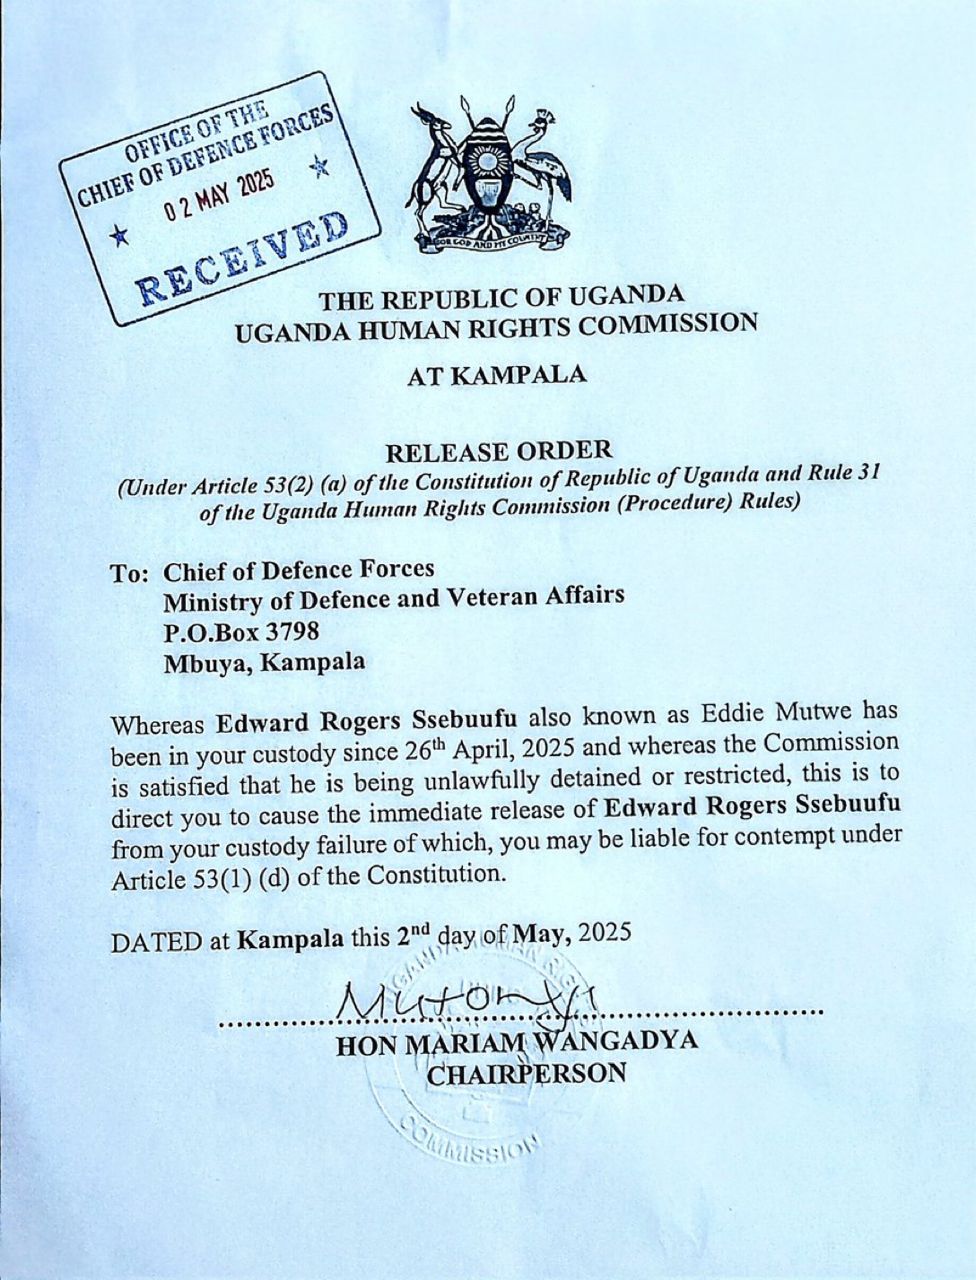 OFFICE OF THE
CHIEF OF DEFENCE FORCES
02 MAY 2025
RECEIVED
FOR GOD AND MY COUNTRY
THE REPUBLIC OF UGANDA
UGANDA HUMAN RIGHTS COMMISSION
AT KAMPALA
RELEASE ORDER
(Under Article 53(2) (a) of the Constitution of Republic of Uganda and Rule 31
of the Uganda Human Rights Commission (Procedure) Rules)
To: Chief of Defence Forces
Ministry of Defence and Veteran Affairs
P.O.Box 3798
Mbuya, Kampala
Whereas Edward Rogers Ssebuufu also known as Eddie Mutwe has
been in your custody since 26th April, 2025 and whereas the Commission
is satisfied that he is being unlawfully detained or restricted, this is to
direct you to cause the immediate release of Edward Rogers Ssebuufu
from your custody failure of which, you may be liable for contempt under
Article 53(1) (d) of the Constitution.
DATED at Kampala this 2nd day of May, 2025
HON MARIAM WANGADYA
CHAIRPERSON
UGANDA HUMAN RIGHTS
COMMISSION